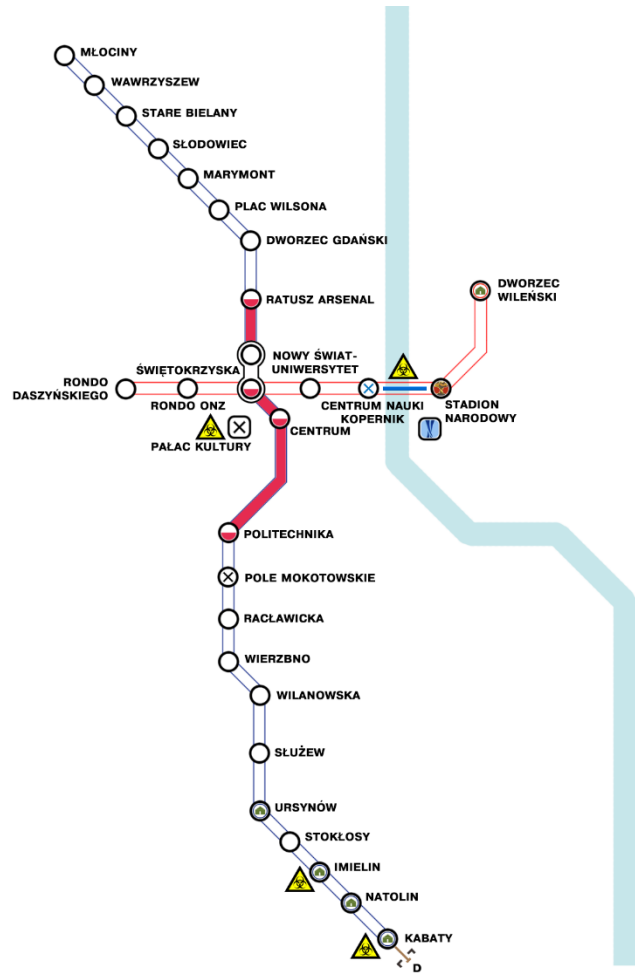 MŁOCINY
WAWRZYSZEW
STARE BIELANY
SŁODOWIEC
MARYMONT
PLAC WILSONA
DWORZEC GDAŃSKI
RATUSZ ARSENAL
DWORZEC
WILEŃSKI
NOWY ŚWIAT-
UNIWERSYTET
ŚWIĘTOKRZYSKA
RONDO
DASZYŃSKIEGO
RONDO ONZ
CENTRUM NAUKI
KOPERNIK
STADION
NARODOWY
CENTRUM
PAŁAC KULTURY
POLITECHNIKA
POLE MOKOTOWSKIE
RACŁAWICKA
WIERZBNO
WILANOWSKA
SŁUŻEW
URSYNÓW
STOKŁOSY
IMIELIN
NATOLIN
KABATY
D